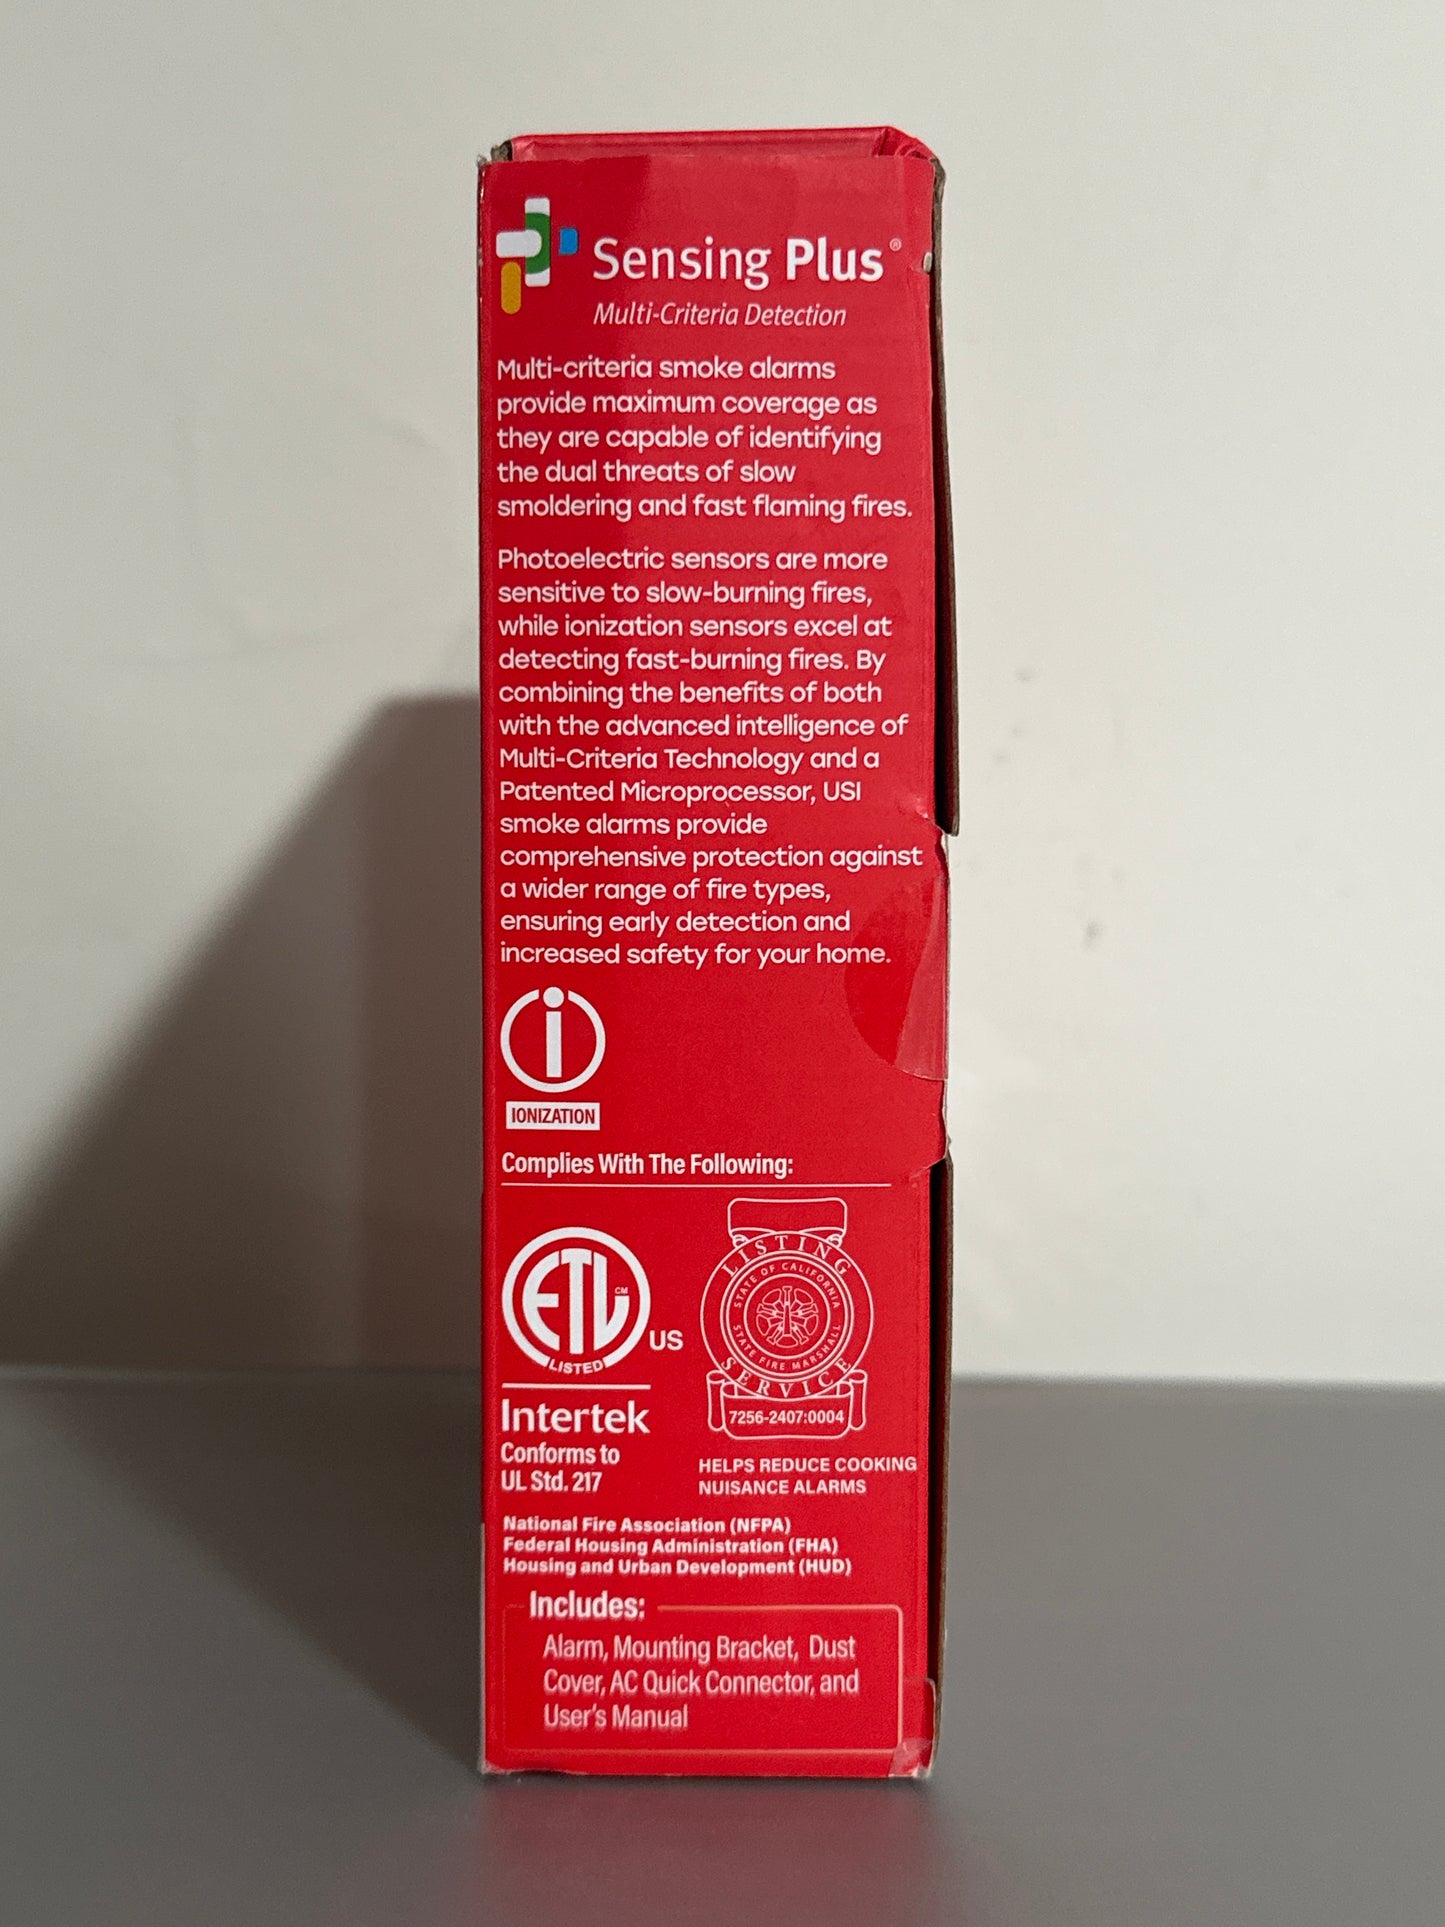 Sensing Plus®
Multi-Criteria Detection
Multi-criteria smoke alarms
provide maximum coverage as
they are capable of identifying
the dual threats of slow
smoldering and fast flaming fires.
Photoelectric sensors are more
sensitive to slow-burning fires,
while ionization sensors excel at
detecting fast-burning fires. By
combining the benefits of both
with the advanced intelligence of
Multi-Criteria Technology and a
Patented Microprocessor, USI
smoke alarms provide
comprehensive protection against
a wider range of fire types,
ensuring early detection and
increased safety for your home.
i
IONIZATION
Complies With The Following:
ETL CM
LISTED
US
Intertek
Conforms to
UL Std. 217
LISTING
STATE OF CALIFORNIA
STATE FIRE MARSHALL
SERVICE
7256-2407:0004
HELPS REDUCE COOKING
NUISANCE ALARMS
National Fire Association (NFPA)
Federal Housing Administration (FHA)
Housing and Urban Development (HUD)
Includes:
Alarm, Mounting Bracket, Dust
Cover, AC Quick Connector, and
User's Manual